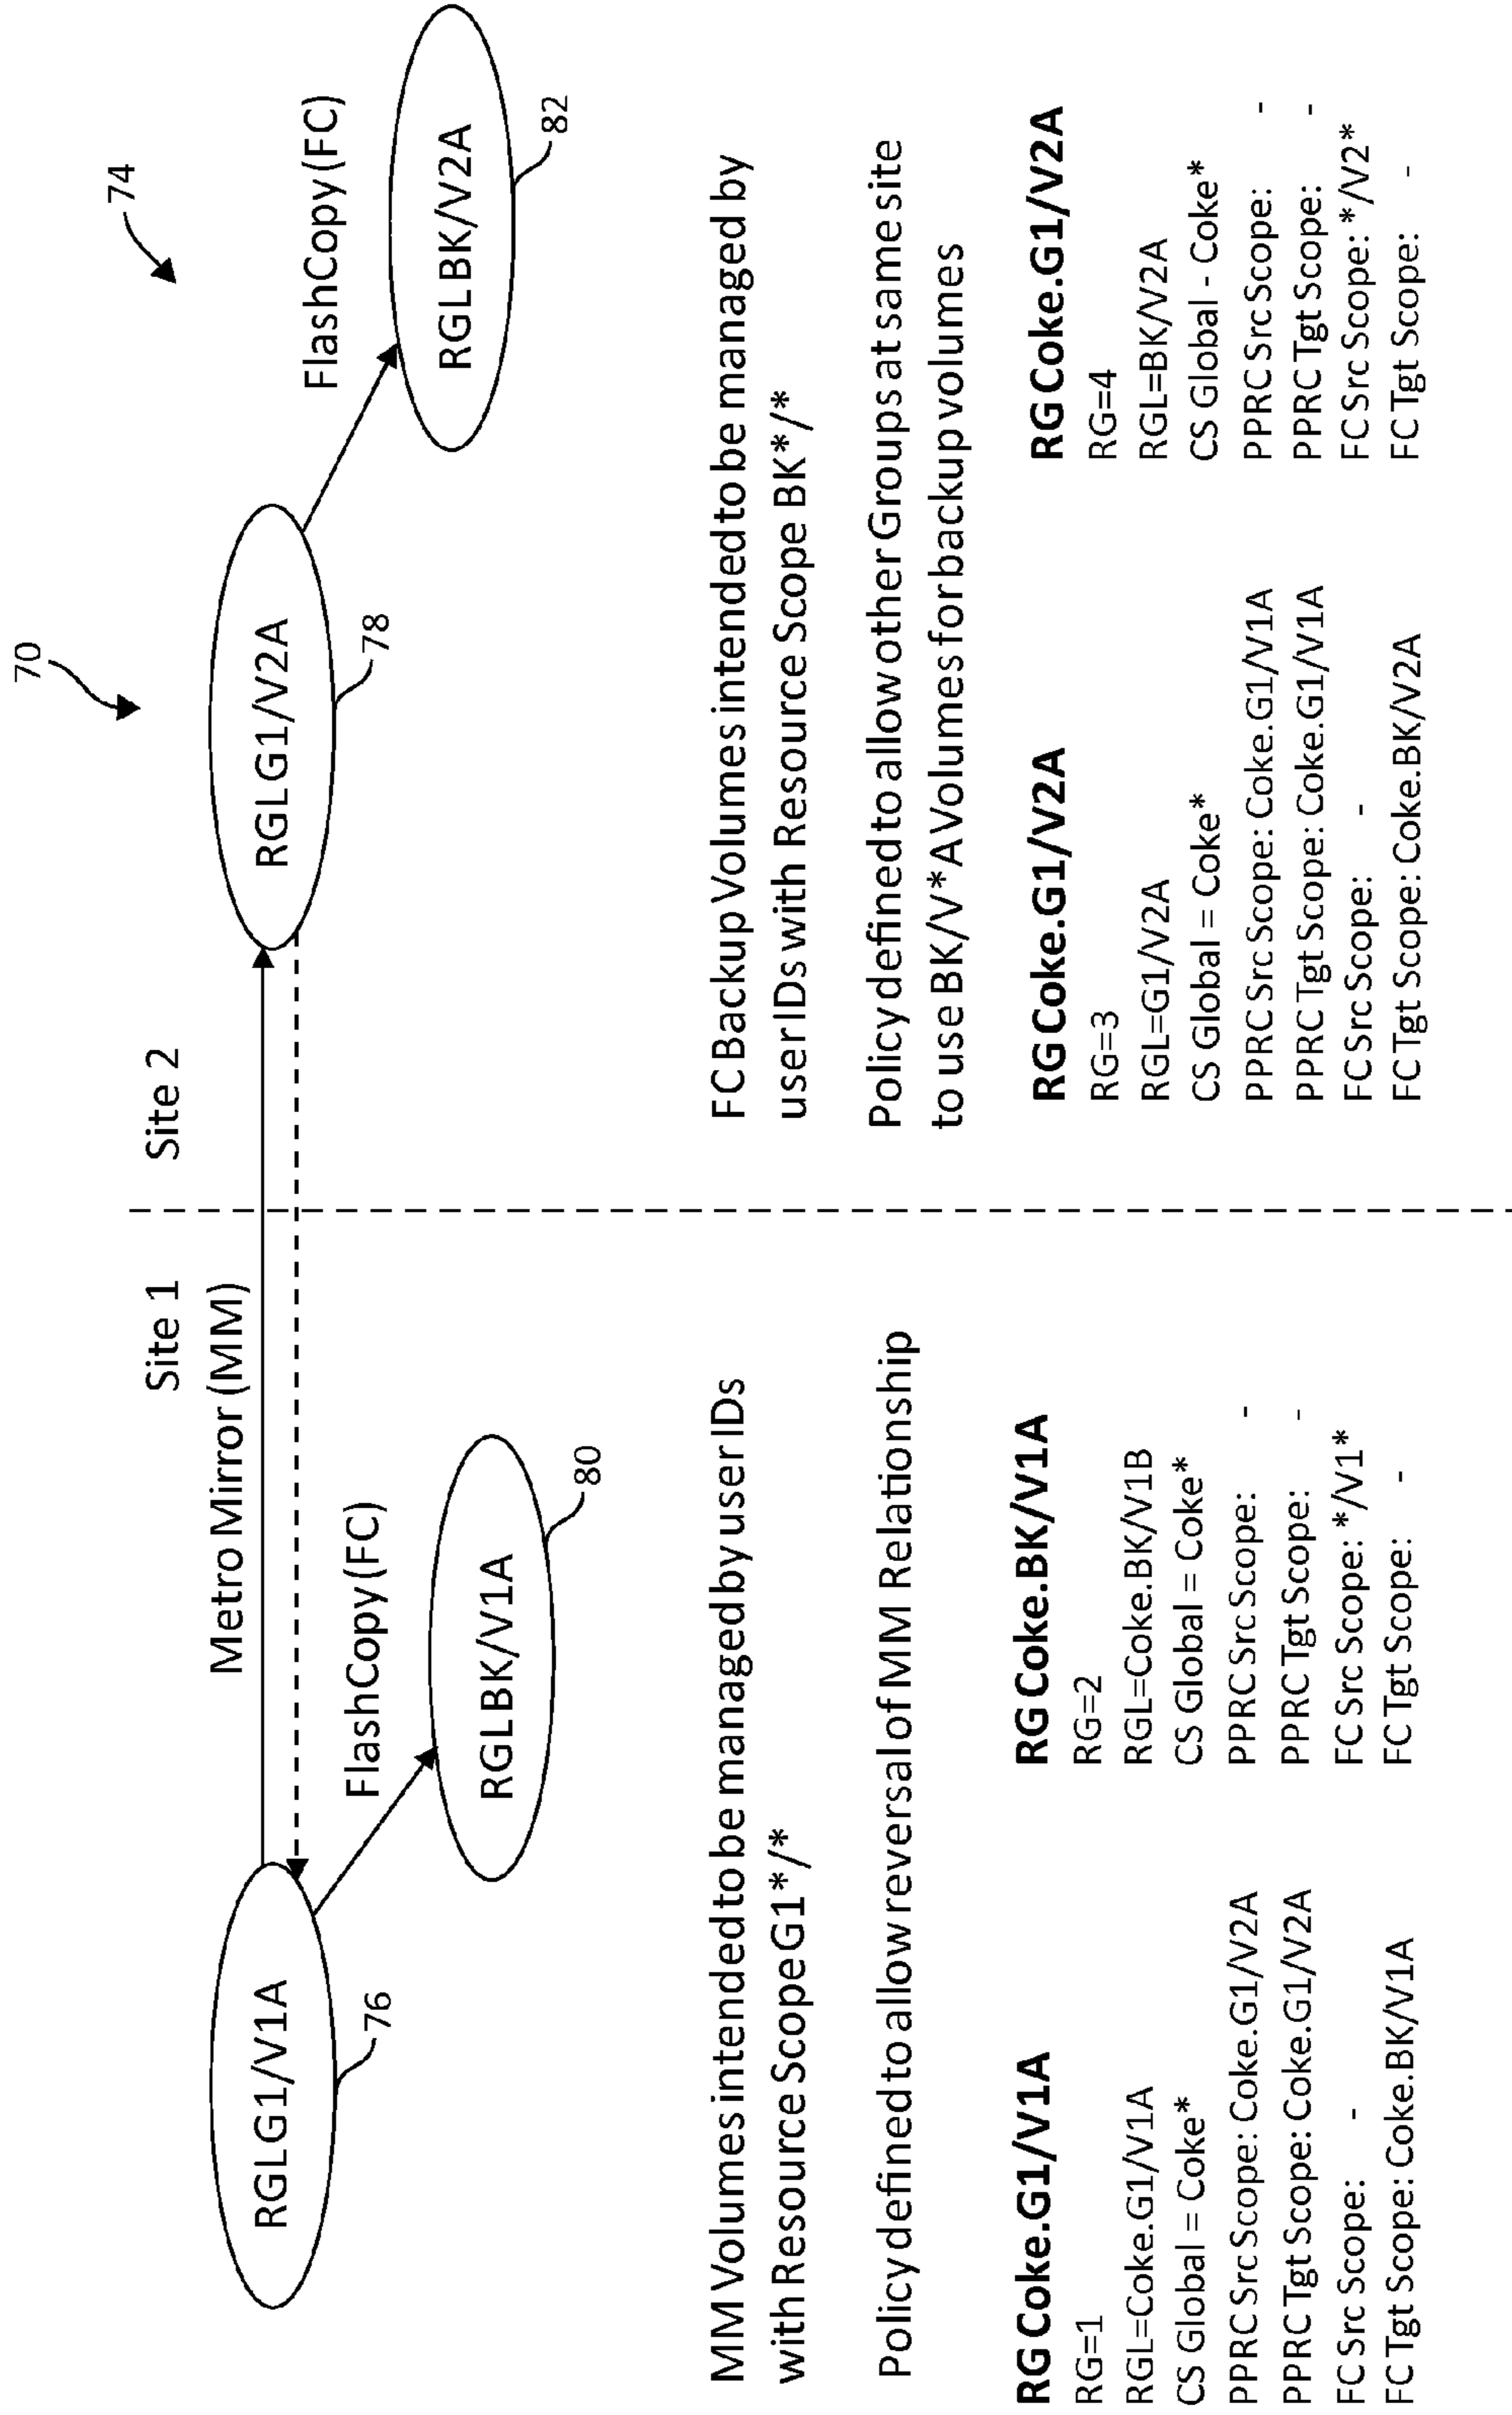 70
74
Site 1
Site 2
Metro Mirror (MM)
RGLG1/V1A
76
FlashCopy (FC)
RGLBK/V1A
80
RGLG1/V2A
78
FlashCopy (FC)
RGLBK/V2A
82
MM Volumes intended to be managed by user IDs
with Resource Scope G1*/*
Policy defined to allow reversal of MM Relationship
FC Backup Volumes intended to be managed by
user IDs with Resource Scope BK*/*
Policy defined to allow other Groups at same site
to use BK/V*A Volumes for backup volumes
RG Coke.G1/V1A
RG=1
RGL=Coke.G1/V1A
CS Global = Coke*
PPRC Src Scope: Coke.G1/V2A
PPRC Tgt Scope: Coke.G1/V2A
FC Src Scope: -
FC Tgt Scope: Coke.BK/V1A
RG Coke.BK/V1A
RG=2
RGL=Coke.BK/V1B
CS Global = Coke*
PPRC Src Scope: -
PPRC Tgt Scope: -
FC Src Scope: */V1*
FC Tgt Scope: -
RG Coke.G1/V2A
RG=3
RGL=G1/V2A
CS Global = Coke*
PPRC Src Scope: Coke.G1/V1A
PPRC Tgt Scope: Coke.G1/V1A
FC Src Scope: -
FC Tgt Scope: Coke.BK/V2A
RG Coke.G1/V2A
RG=4
RGL=BK/V2A
CS Global - Coke*
PPRC Src Scope: -
PPRC Tgt Scope: -
FC Src Scope: */V2*
FC Tgt Scope: -